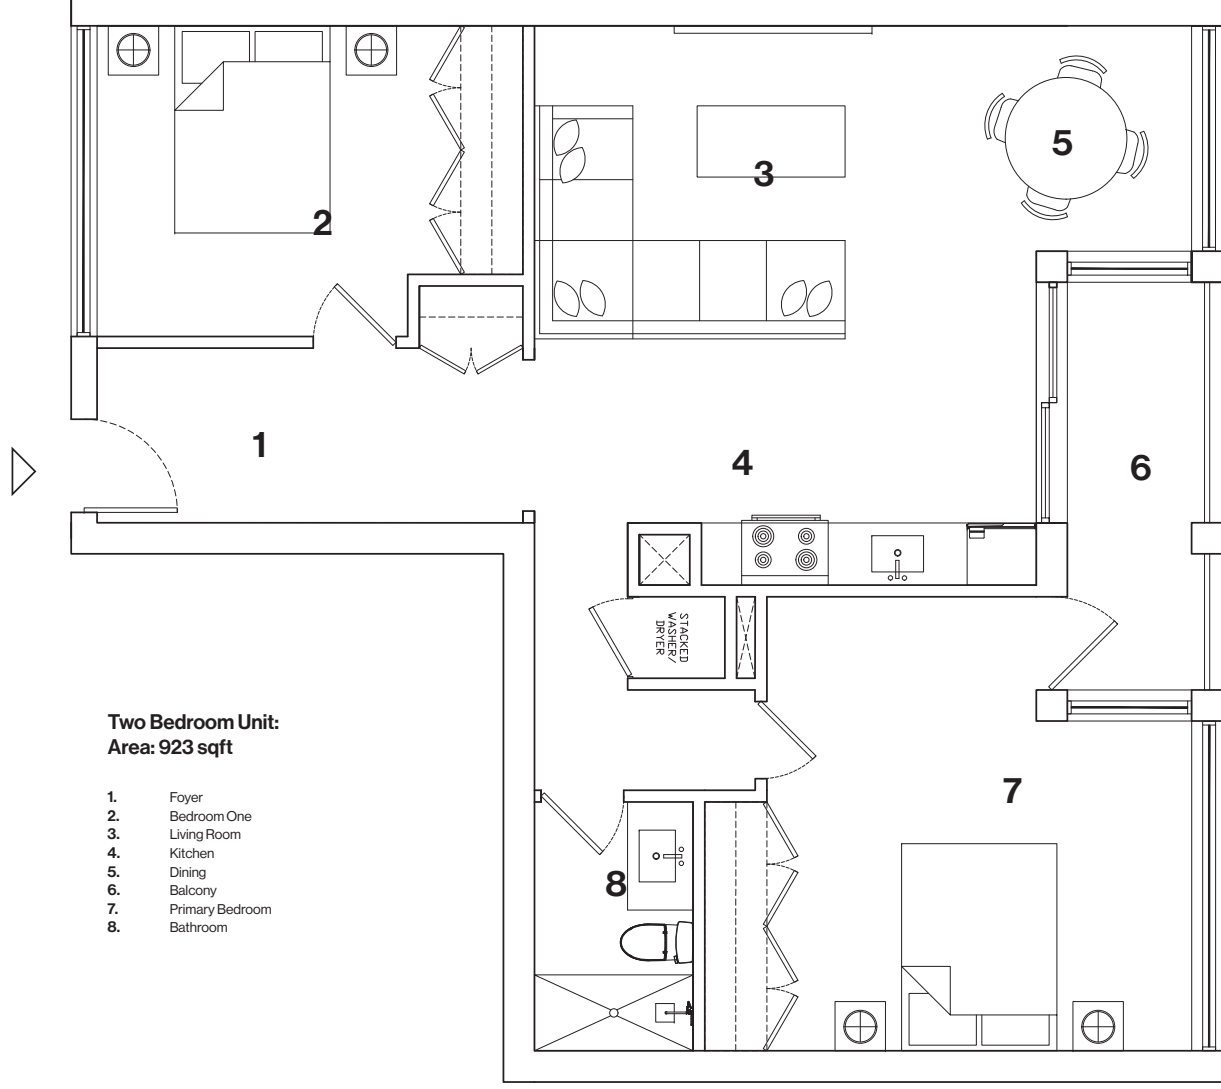 2
3
5
1
4
6
STACKED
WASHER/
DRYER
7
8
Two Bedroom Unit:
Area: 923 sqft
1. Foyer
2. Bedroom One
3. Living Room
4. Kitchen
5. Dining
6. Balcony
7. Primary Bedroom
8. Bathroom